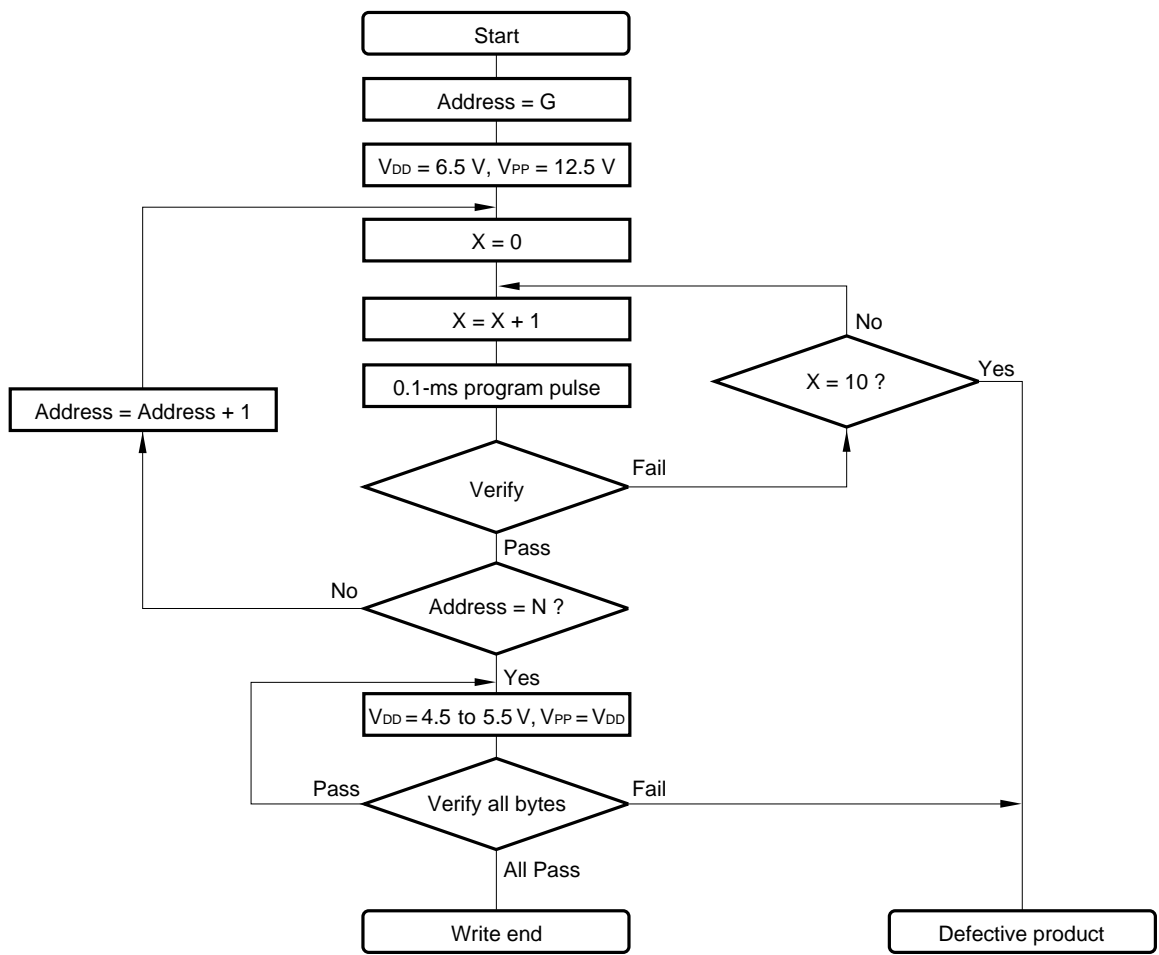 Start
Address = G
VDD = 6.5 V, VPP = 12.5 V
X = 0
X = X + 1
No
0.1-ms program pulse
X = 10 ?
Yes
Address = Address + 1
Verify
Fail
Pass
No
Address = N ?
Yes
VDD = 4.5 to 5.5 V, VPP = VDD
Pass
Verify all bytes
Fail
All Pass
Write end
Defective product